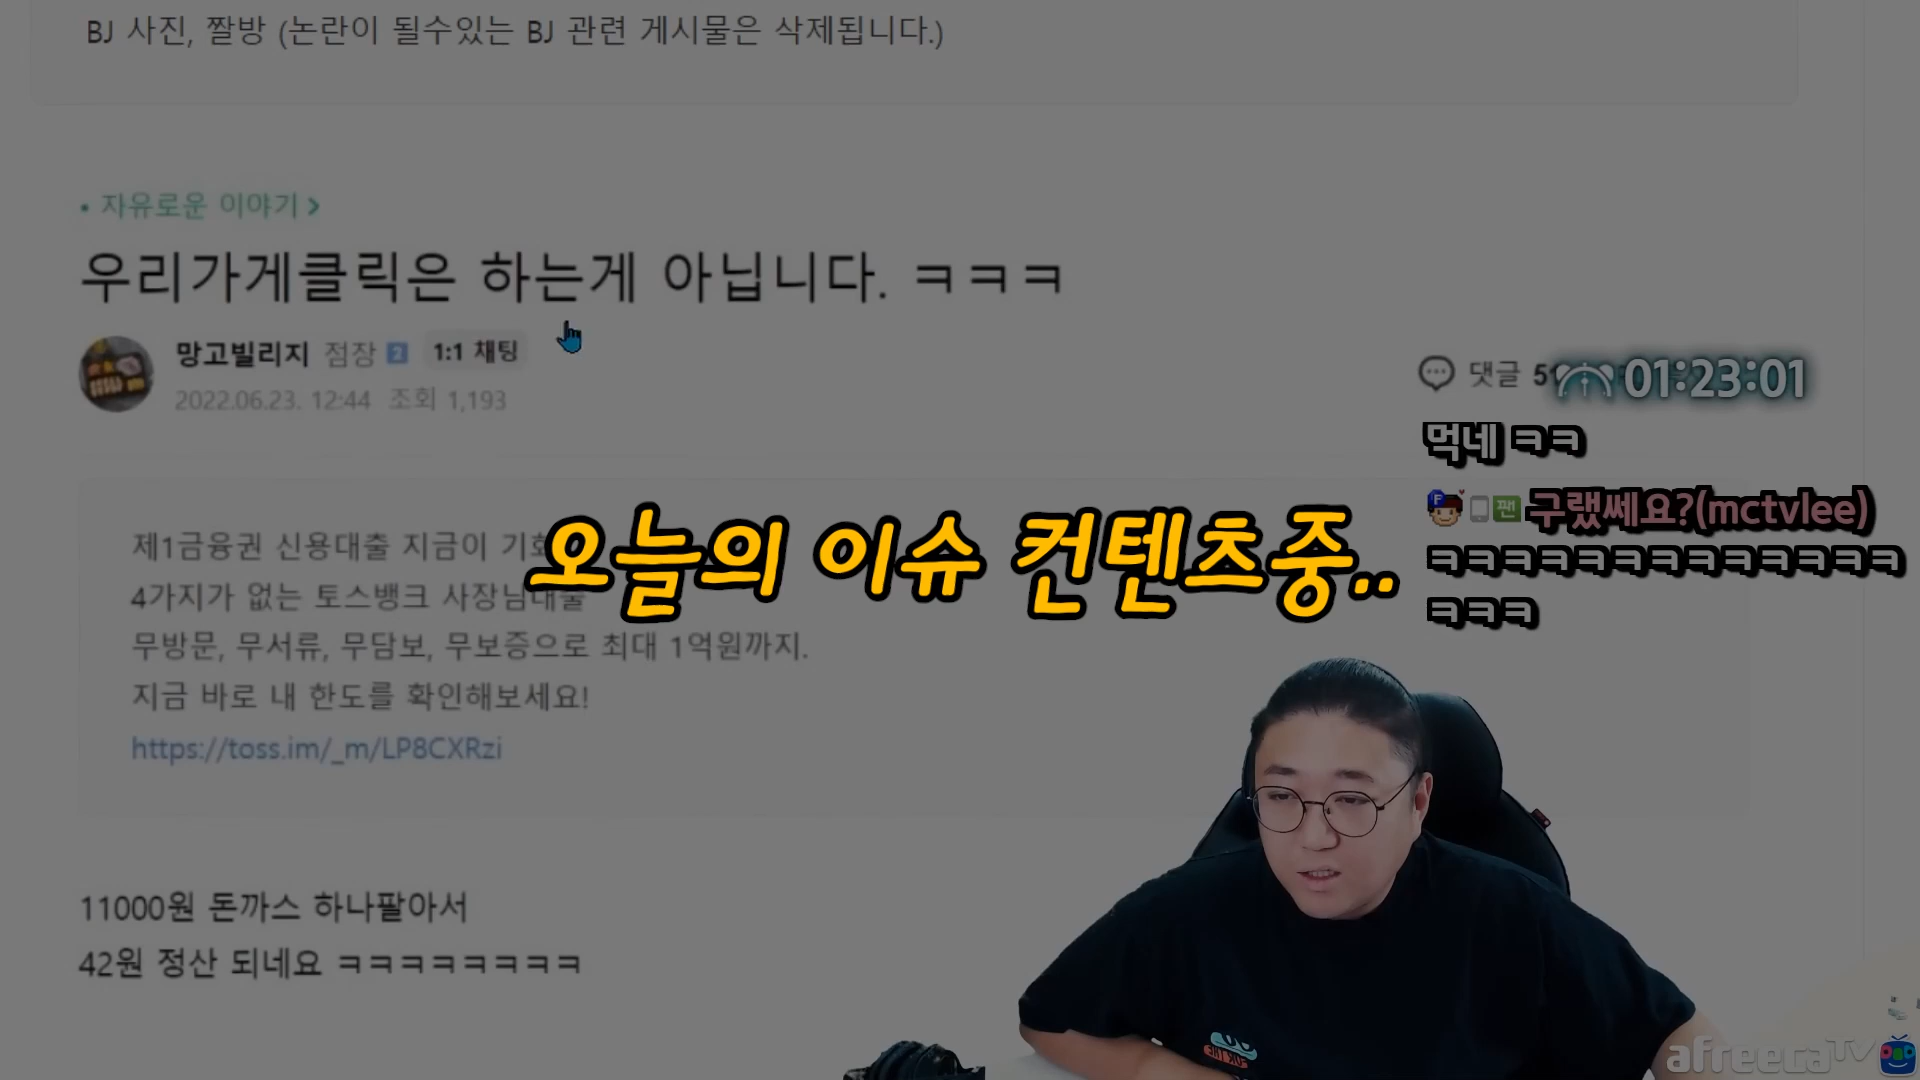 BJ 사진, 짤방 (논란이 될수있는 BJ 관련 게시물은 삭제됩니다.)
• 자유로운 이야기 >
우리가게클릭은 하는게 아닙니다. ㅋㅋㅋ
망고빌리지 점장 2 1:1 채팅
2022.06.23. 12:44 조회 1,193
댓글
01:23:01
먹네 ㅋㅋ
F 팬 구랬쎄요?(mctvlee)
ㅋㅋㅋㅋㅋㅋㅋㅋㅋㅋㅋㅋㅋ
ㅋㅋㅋ
오늘의 이슈 컨텐츠중..
제1금융권 신용대출 지금이
4가지가 없는 토스뱅크 사장님대출
무방문, 무서류, 무담보, 무보증으로 최대 1억원까지.
지금 바로 내 한도를 확인해보세요!
https://toss.im/_m/LP8CXRzi
11000원 돈까스 하나팔아서
42원 정산 되네요 ㅋㅋㅋㅋㅋㅋㅋㅋ
afreecaTV